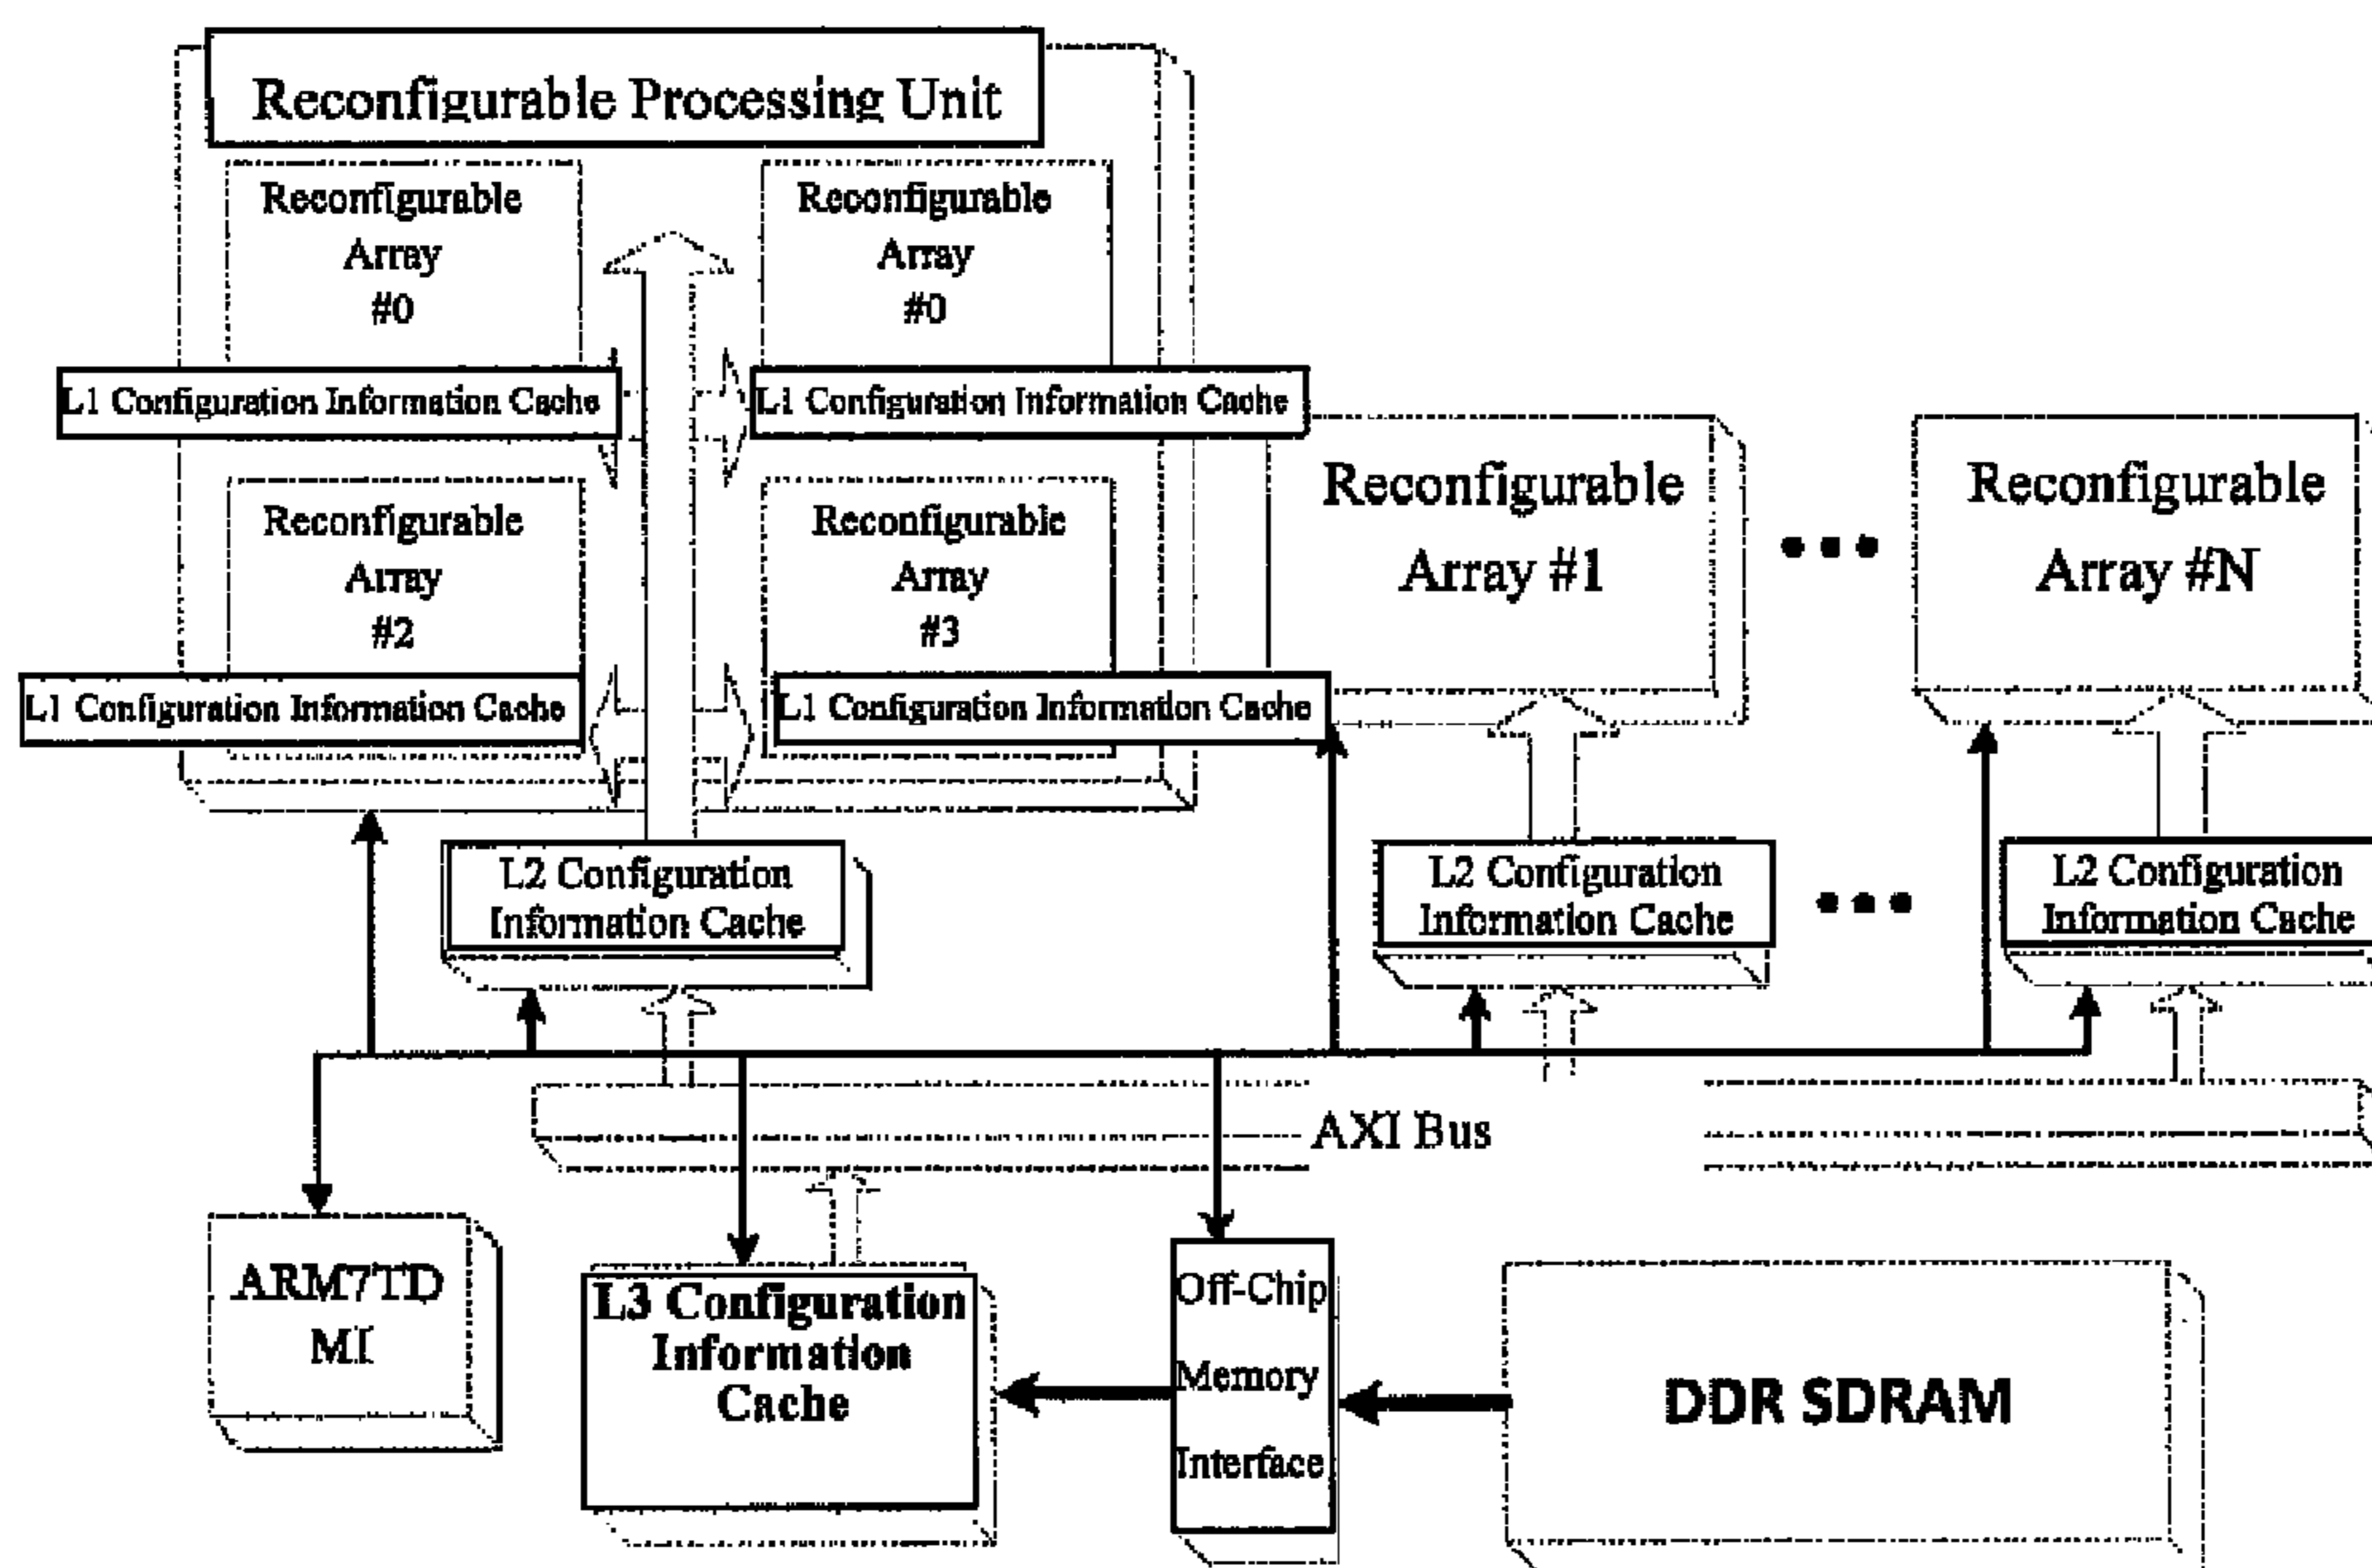 Reconfigurable Processing Unit
Reconfigurable
Array
#0
Reconfigurable
Array
#0
L1 Configuration Information Cache
L1 Configuration Information Cache
Reconfigurable
Array
#2
Reconfigurable
Array
#3
L1 Configuration Information Cache
L1 Configuration Information Cache
Reconfigurable
Array #1
Reconfigurable
Array #N
L2 Configuration
Information Cache
L2 Configuration
Information Cache
L2 Configuration
Information Cache
AXI Bus
ARM7TD
MI
L3 Configuration
Information
Cache
Off-Chip
Memory
Interface
DDR SDRAM